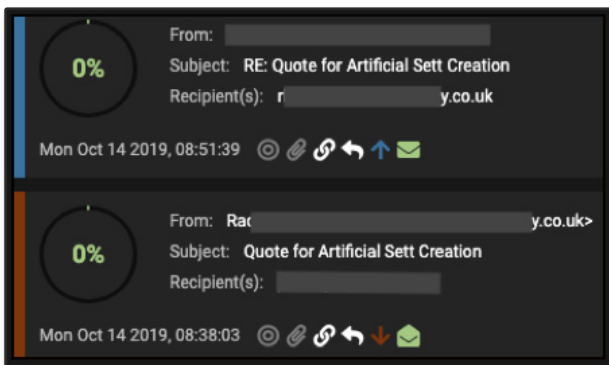 0%
From:
Subject: RE: Quote for Artificial Sett Creation
Recipient(s): r y.co.uk
Mon Oct 14 2019, 08:51:39
0%
From: Rac y.co.uk>
Subject: Quote for Artificial Sett Creation
Recipient(s):
Mon Oct 14 2019, 08:38:03